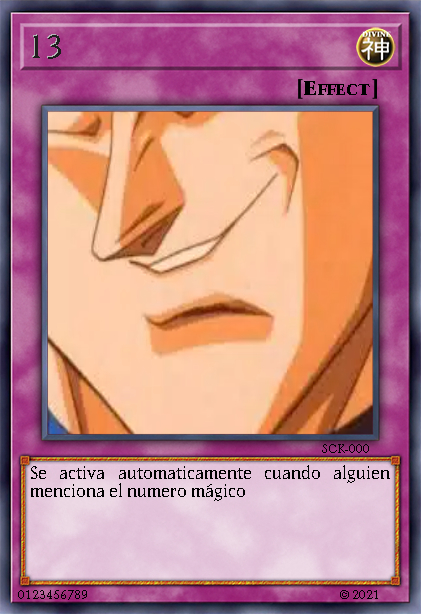 13
DIVINE
神
[EFFECT]
SCK-000
Se activa automaticamente cuando alguien
menciona el numero mágico
0123456789
© 2021